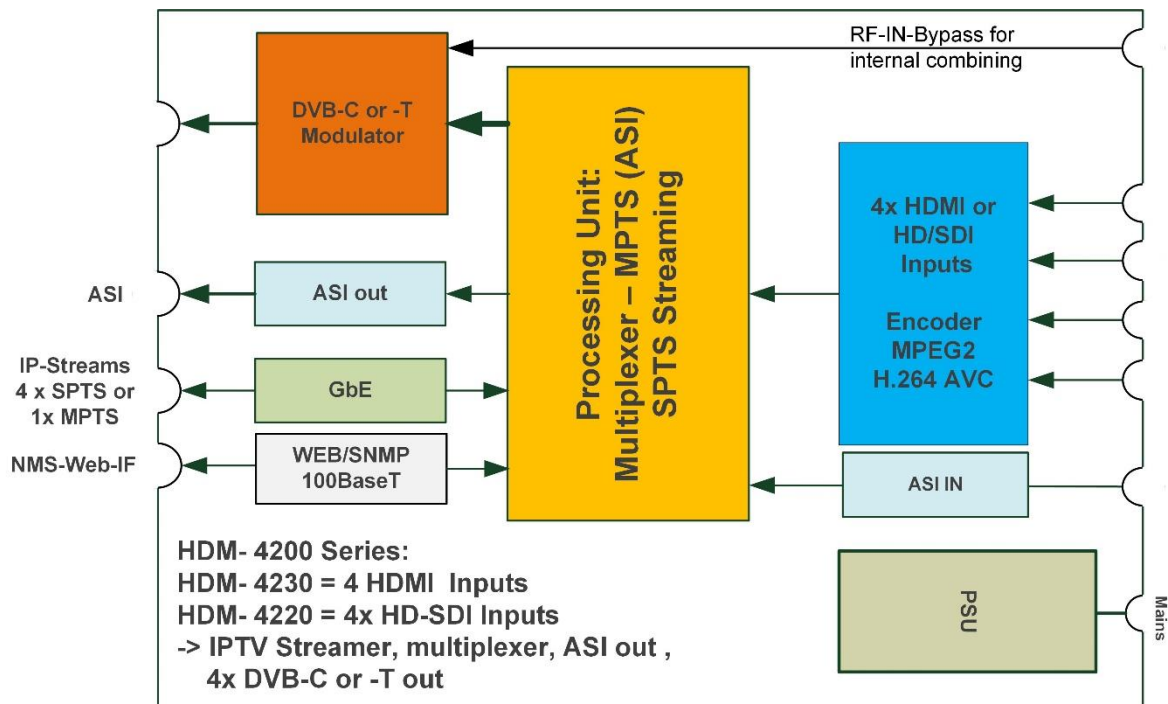 RF-IN-Bypass for
internal combining
DVB-C or -T
Modulator
Processing Unit:
Multiplexer – MPTS (ASI)
SPTS Streaming
4x HDMI or
HD/SDI
Inputs
Encoder
MPEG2
H.264 AVC
ASI
ASI out
IP-Streams
4 x SPTS or
1x MPTS
GbE
NMS-Web-IF
WEB/SNMP
100BaseT
ASI IN
PSU
Mains
HDM- 4200 Series:
HDM- 4230 = 4 HDMI Inputs
HDM- 4220 = 4x HD-SDI Inputs
-> IPTV Streamer, multiplexer, ASI out ,
4x DVB-C or -T out